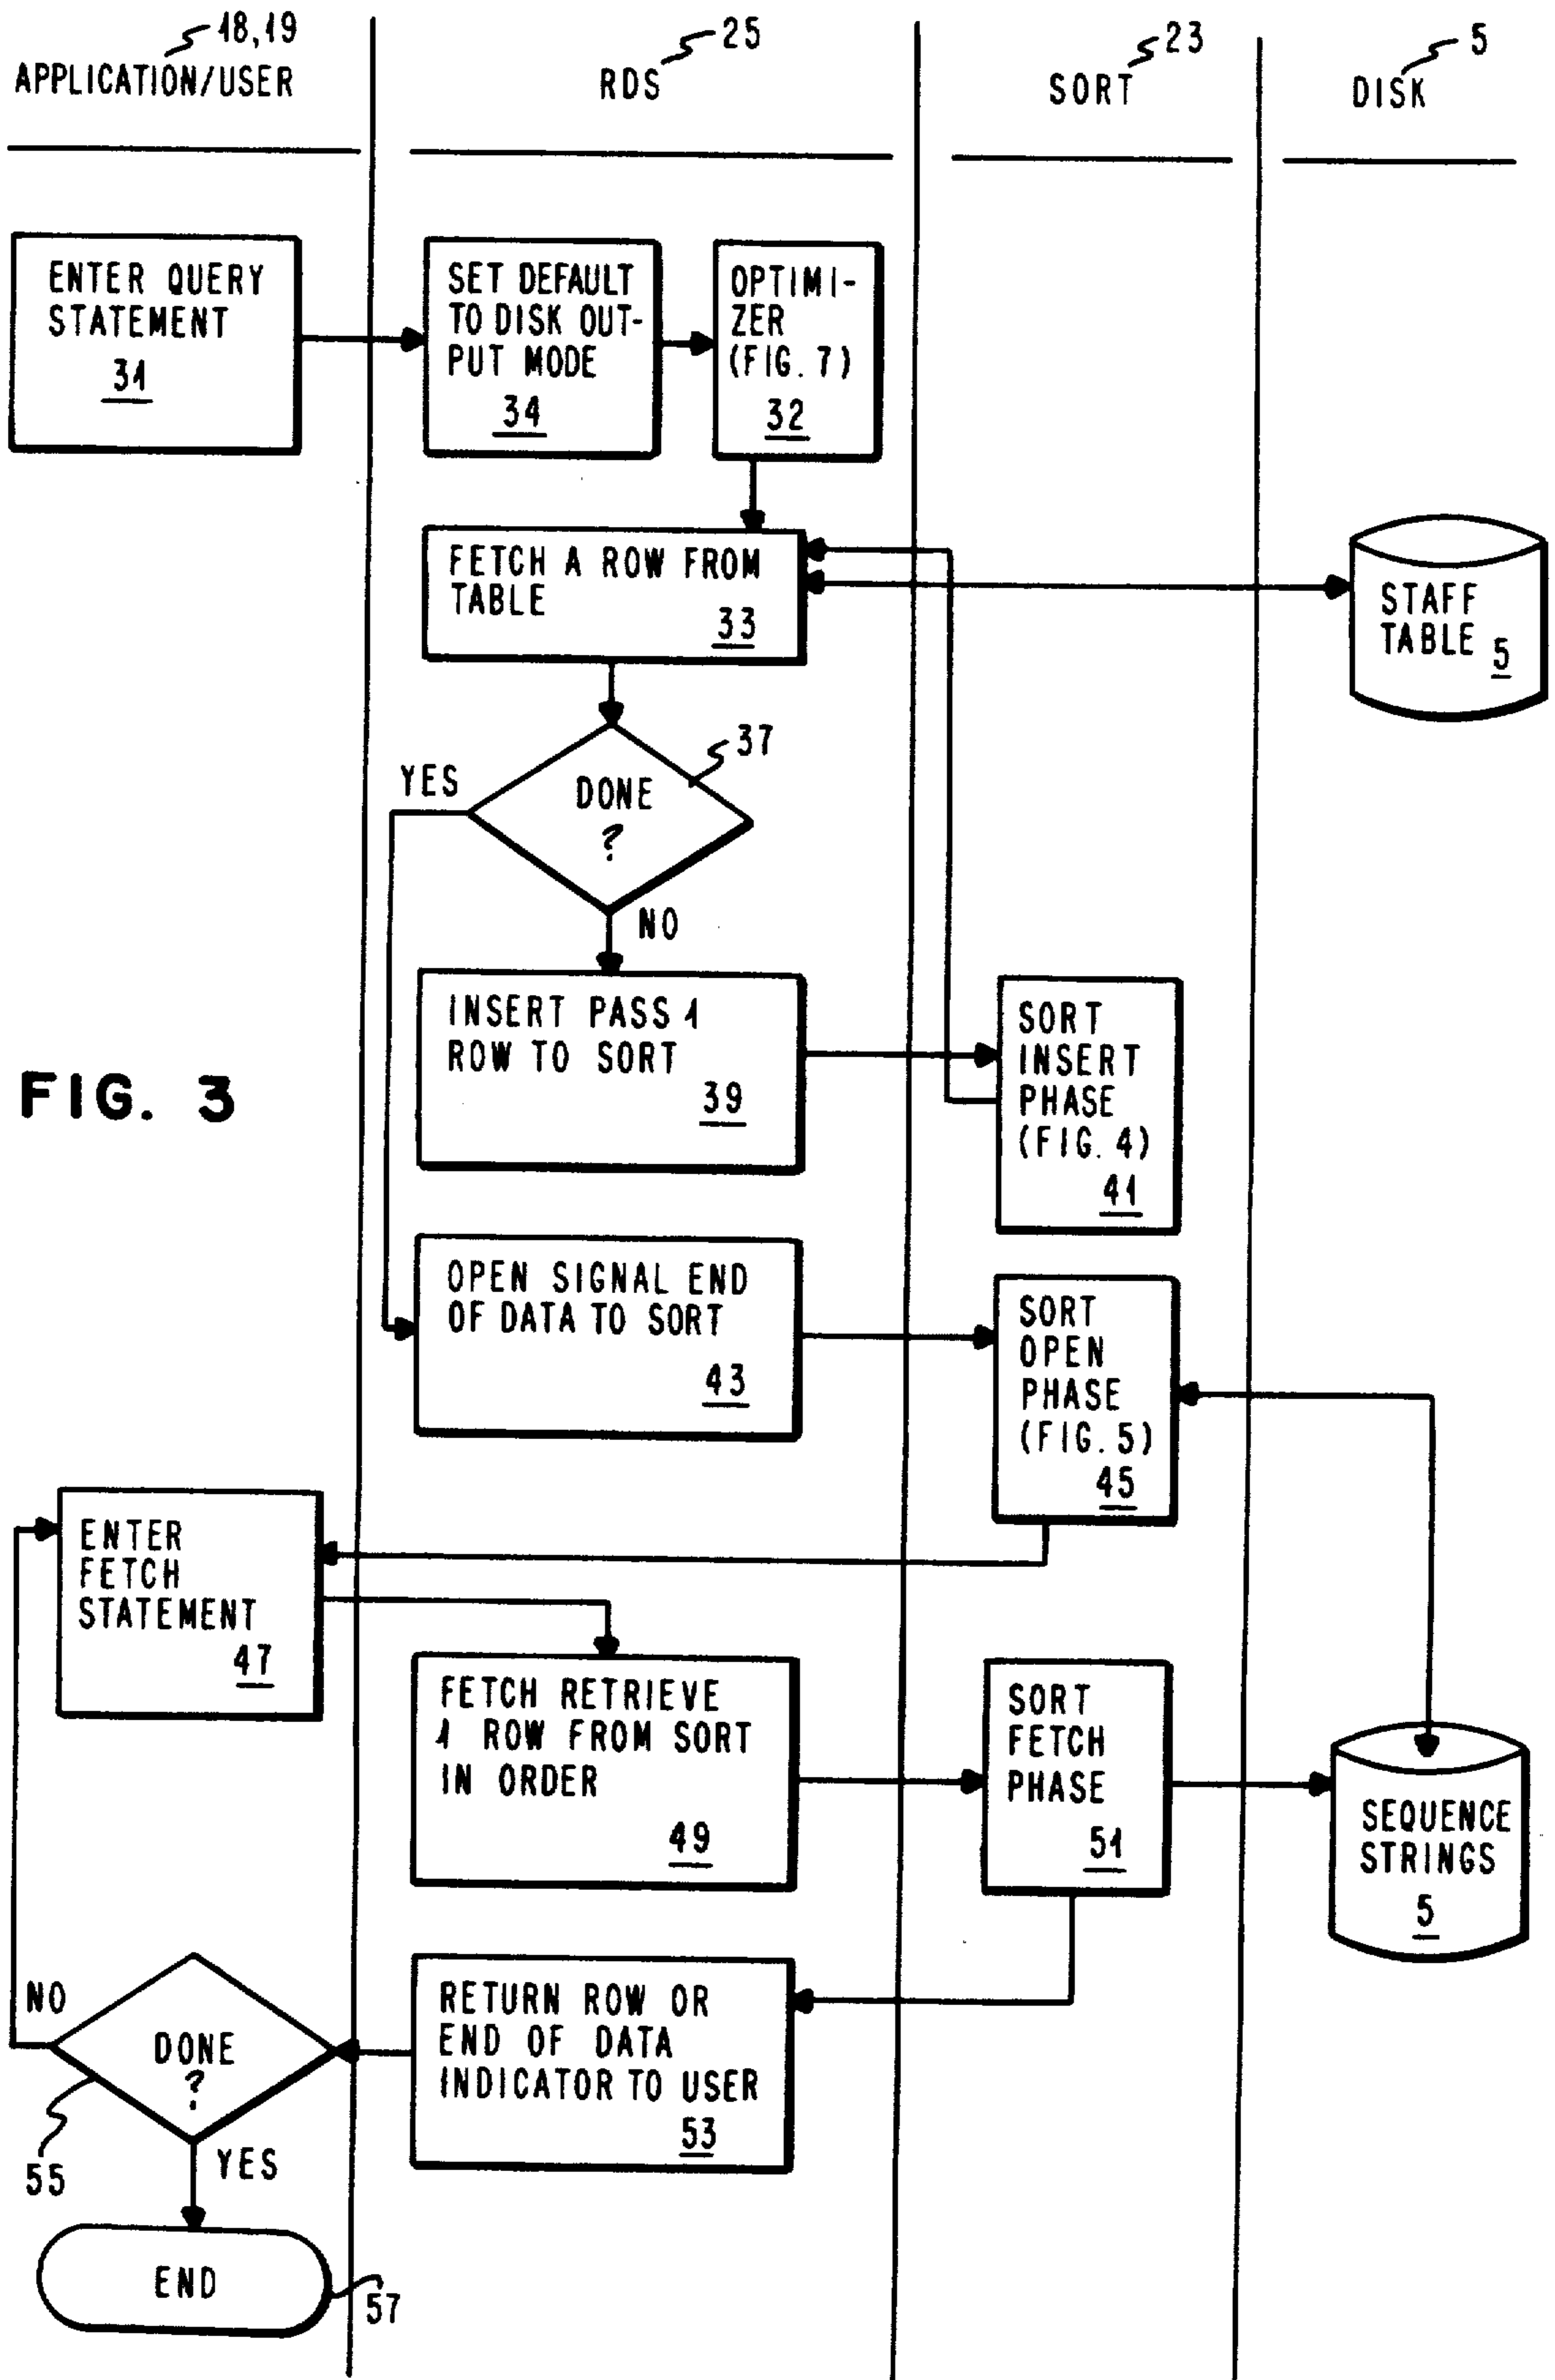 18,19
APPLICATION/USER
25
RDS
23
SORT
5
DISK
ENTER QUERY
STATEMENT
31
SET DEFAULT
TO DISK OUT-
PUT MODE
34
OPTIMI-
ZER
(FIG. 7)
32
FETCH A ROW FROM
TABLE
33
STAFF
TABLE
5
37
YES
DONE
?
NO
INSERT PASS 1
ROW TO SORT
39
SORT
INSERT
PHASE
(FIG. 4)
41
FIG. 3
OPEN SIGNAL END
OF DATA TO SORT
43
SORT
OPEN
PHASE
(FIG. 5)
45
ENTER
FETCH
STATEMENT
47
FETCH RETRIEVE
1 ROW FROM SORT
IN ORDER
49
SORT
FETCH
PHASE
51
SEQUENCE
STRINGS
5
NO
DONE
?
55
YES
RETURN ROW OR
END OF DATA
INDICATOR TO USER
53
END
57